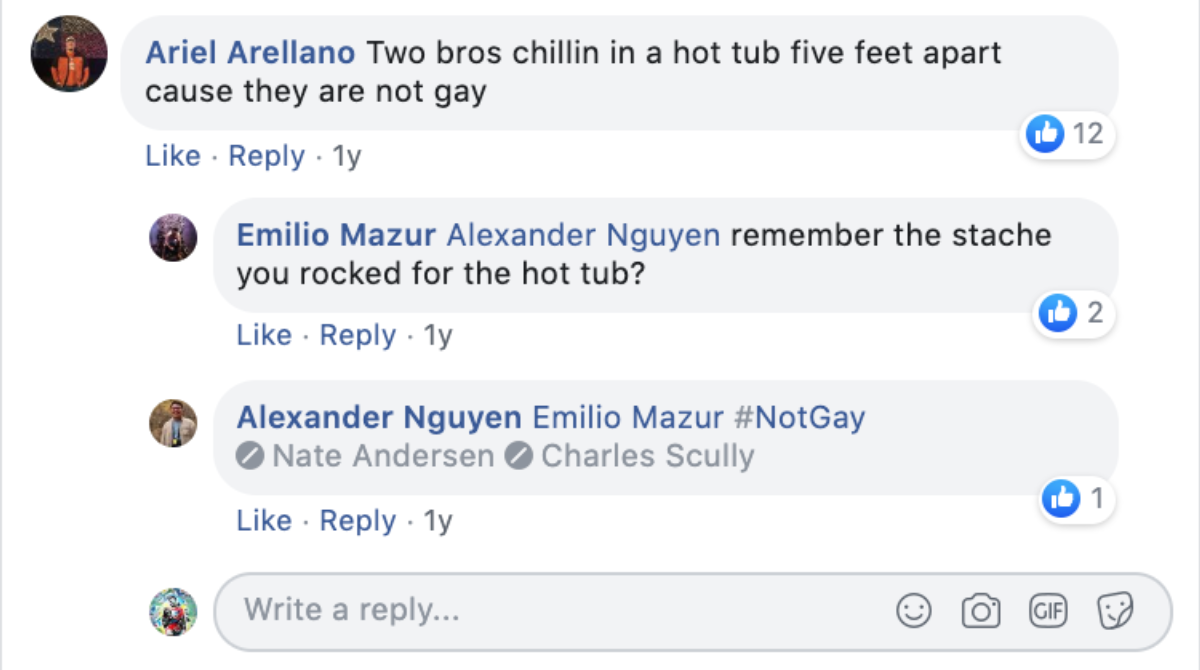 Ariel Arellano Two bros chillin in a hot tub five feet apart
cause they are not gay
12
Like · Reply · 1y
Emilio Mazur Alexander Nguyen remember the stache
you rocked for the hot tub?
2
Like · Reply · 1y
Alexander Nguyen Emilio Mazur #NotGay
Nate Andersen Charles Scully
1
Like · Reply · 1y
Write a reply...
GIF